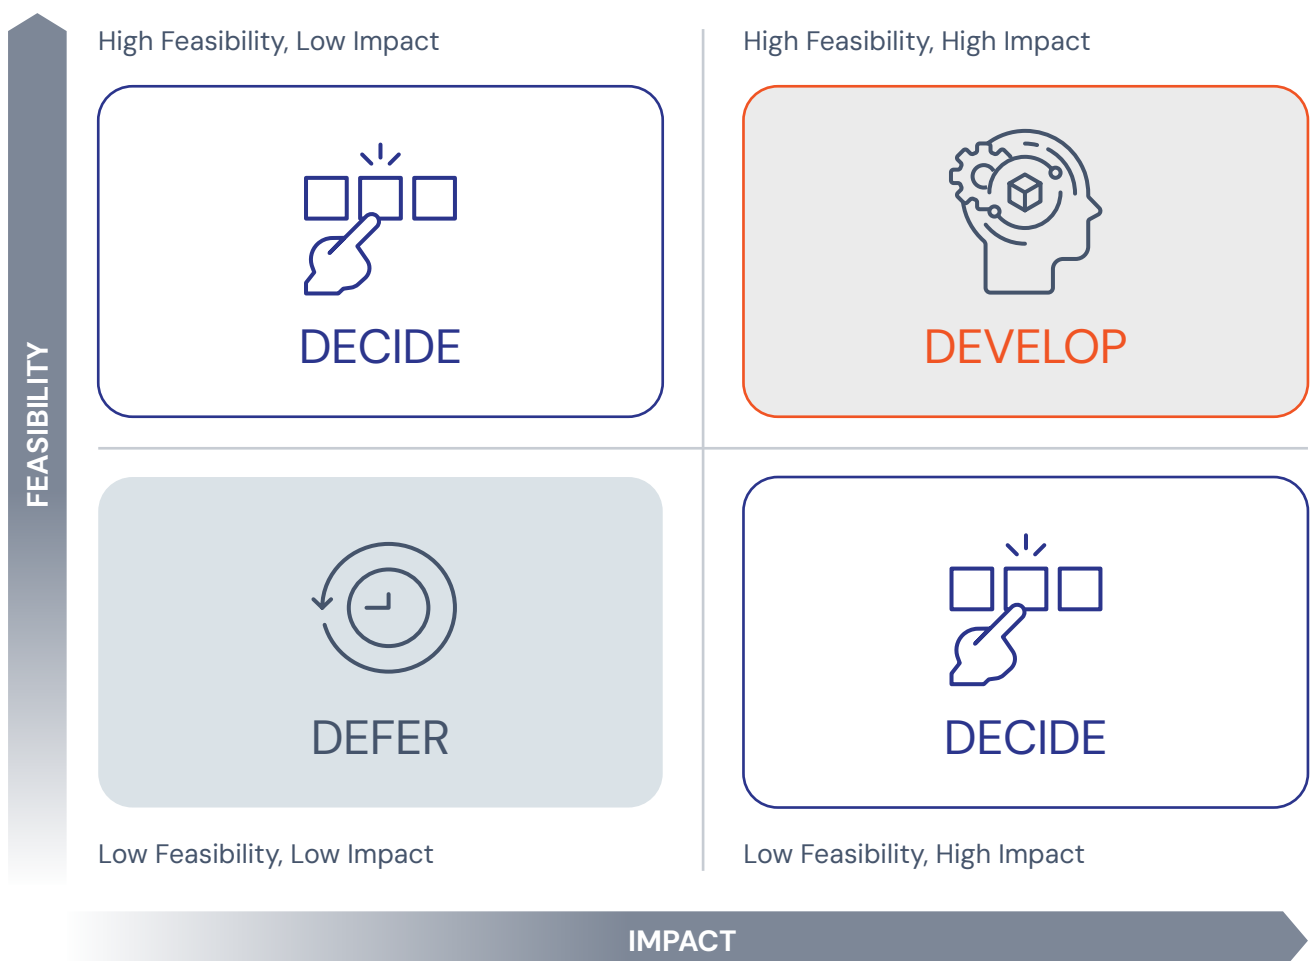 High Feasibility, Low Impact
High Feasibility, High Impact
DECIDE
DEVELOP
FEASIBILITY
DEFER
DECIDE
Low Feasibility, Low Impact
Low Feasibility, High Impact
IMPACT